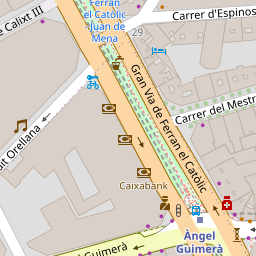 e Calixt III
Ferran
el Catòlic
- Juan de
Mena
29
Carrer d'Espinos
Gran Via de Ferran el Catòlic
Carrer del Mestr
it Orellana
Caixabank
Àngel
Guimerà
Guimerà